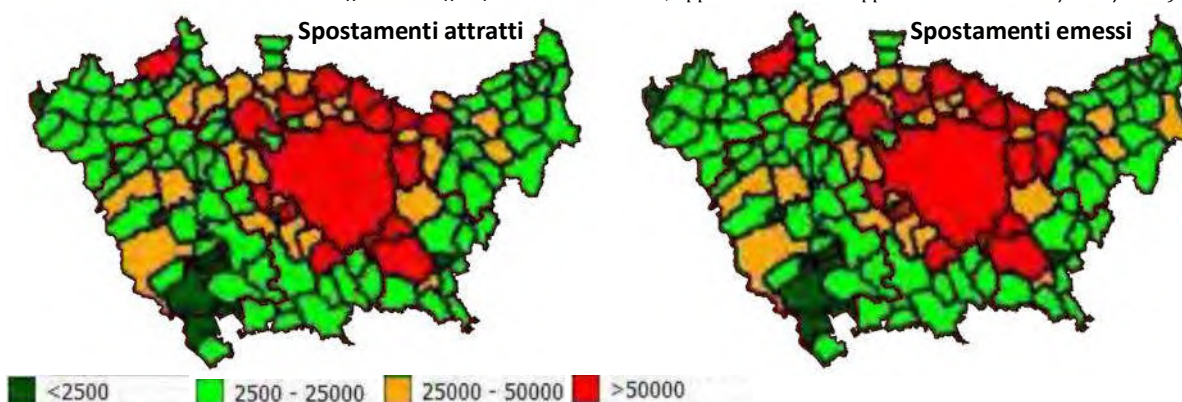 Spostamenti attratti
Spostamenti emessi
<2500
2500 - 25000
25000 - 50000
>50000